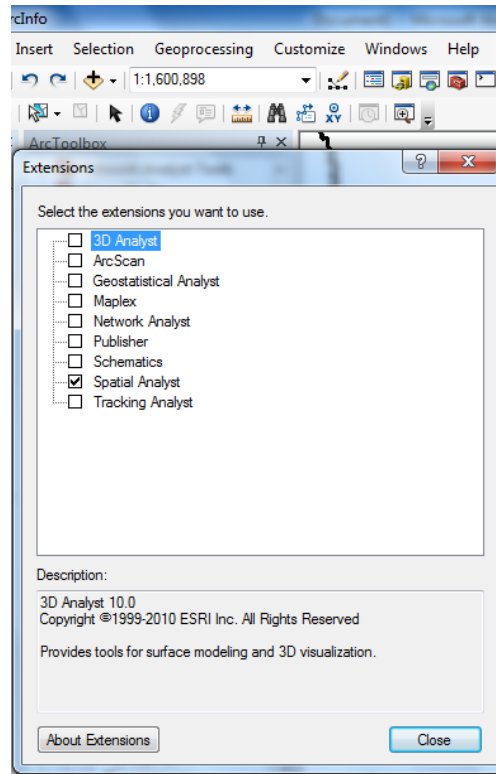 rcInfo
Insert Selection Geoprocessing Customize Windows Help
1:1,600,898
XY
ArcToolbox
Extensions
Select the extensions you want to use.
3D Analyst
ArcScan
Geostatistical Analyst
Maplex
Network Analyst
Publisher
Schematics
Spatial Analyst
Tracking Analyst
Description:
3D Analyst 10.0
Copyright ©1999-2010 ESRI Inc. All Rights Reserved
Provides tools for surface modeling and 3D visualization.
About Extensions Close